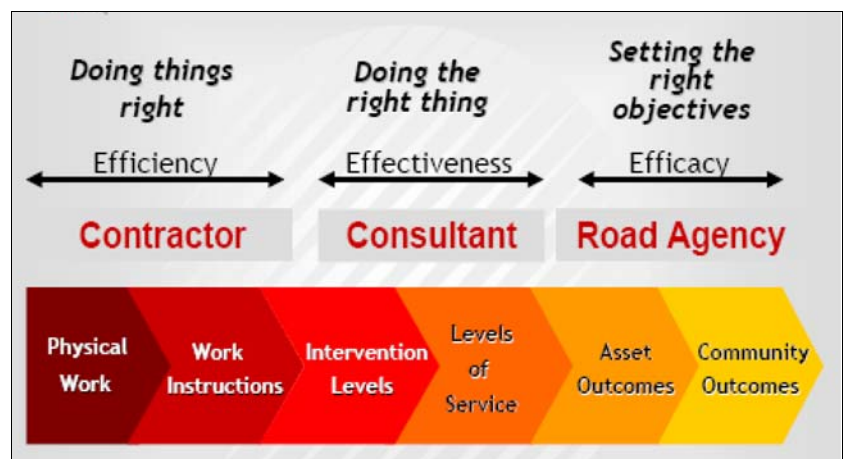 Doing things
right
Doing the
right thing
Setting the
right
objectives
Efficiency
Effectiveness
Efficacy
Contractor
Consultant
Road Agency
Physical
Work
Work
Instructions
Intervention
Levels
Levels
of
Service
Asset
Outcomes
Community
Outcomes